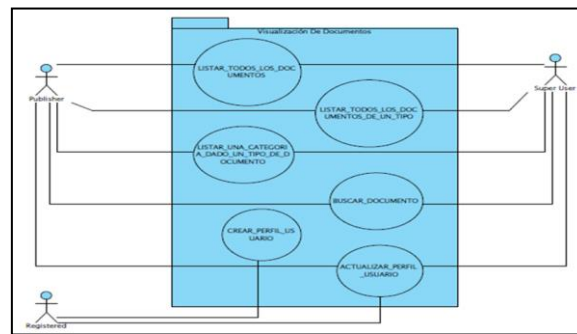 Visualización De Documentos
LISTAR_TODOS_LOS_DOC
UMENTOS
Publisher
Super User
LISTAR_TODOS_LOS_DOC
UMENTOS_DE_UN_TIPO
LISTAR_UNA_CATEGORI
A_DADO_UN_TIPO_DE_D
OCUMENTO
BUSCAR_DOCUMENTO
CREAR_PERFIL_US
UARIO
ACTUALIZAR_PERFIL
_USUARIO
Registered